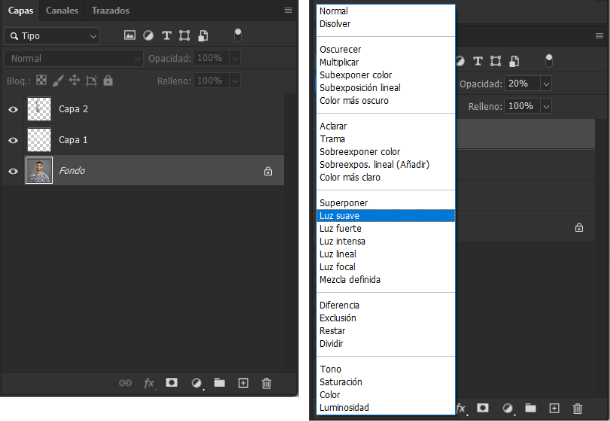 Capas Canales Trazados
Tipo
Normal Opacidad: 100%
Bloq.: Relleno: 100%
Capa 2
Capa 1
Fondo
fx
Normal
Disolver
Oscurecer
Multiplicar
Subexponer color
Subexposición lineal
Color más oscuro
Aclarar
Trama
Sobreexponer color
Sobreexpos. lineal (Añadir)
Color más claro
Superponer
Luz suave
Luz fuerte
Luz intensa
Luz lineal
Luz focal
Mezcla definida
Diferencia
Exclusión
Restar
Dividir
Tono
Saturación
Color
Luminosidad
T
Opacidad: 20%
Relleno: 100%
fx